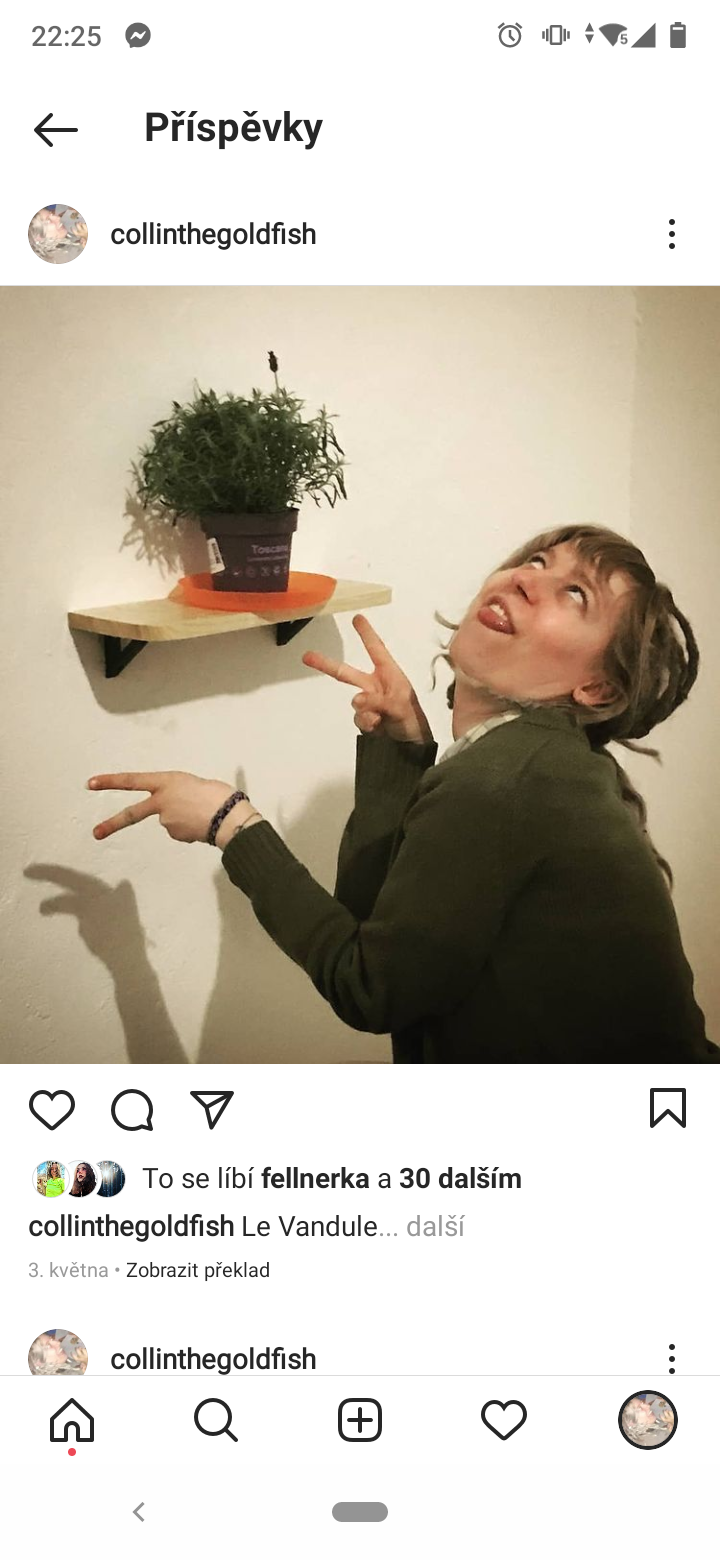 22:25
5
Příspěvky
collinthegoldfish
Toscana
To se líbí fellnerka a 30 dalším
collinthegoldfish Le Vandule... další
3. května • Zobrazit překlad
collinthegoldfish